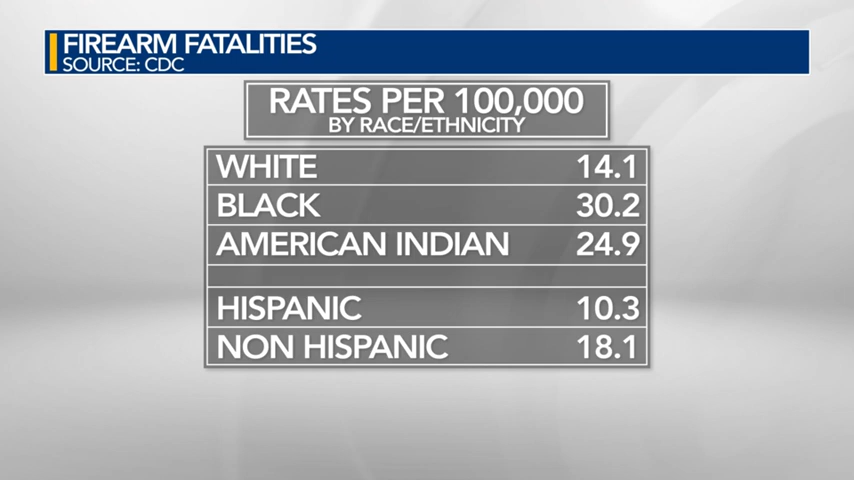 FIREARM FATALITIES
SOURCE: CDC
RATES PER 100,000
BY RACE/ETHNICITY
WHITE 14.1
BLACK 30.2
AMERICAN INDIAN 24.9
HISPANIC 10.3
NON HISPANIC 18.1